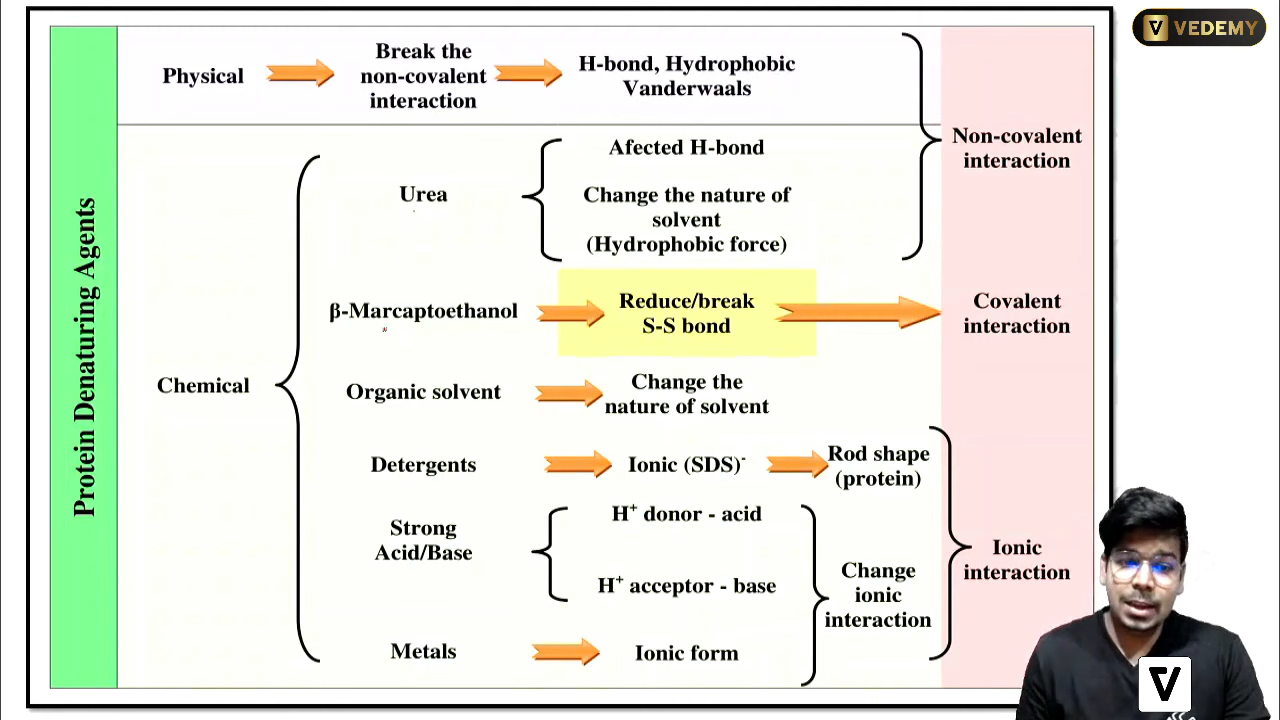 VEDEMY
Protein Denaturing Agents
Physical
Break the
non-covalent
interaction
H-bond, Hydrophobic
Vanderwaals
Non-covalent
interaction
Chemical
Urea
Afected H-bond
Change the nature of
solvent
(Hydrophobic force)
β-Marcaptoethanol
Reduce/break
S-S bond
Covalent
interaction
Organic solvent
Change the
nature of solvent
Detergents
Ionic (SDS)⁻
Rod shape
(protein)
Strong
Acid/Base
H⁺ donor - acid
H⁺ acceptor - base
Change
ionic
interaction
Ionic
interaction
Metals
Ionic form